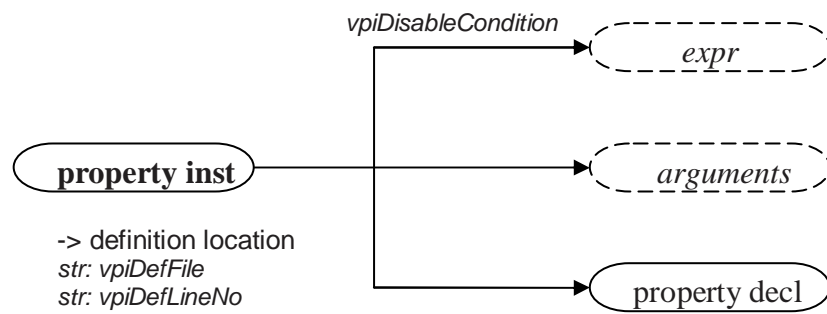 vpiDisableCondition
expr
property inst
arguments
-> definition location
str: vpiDefFile
str: vpiDefLineNo
property decl